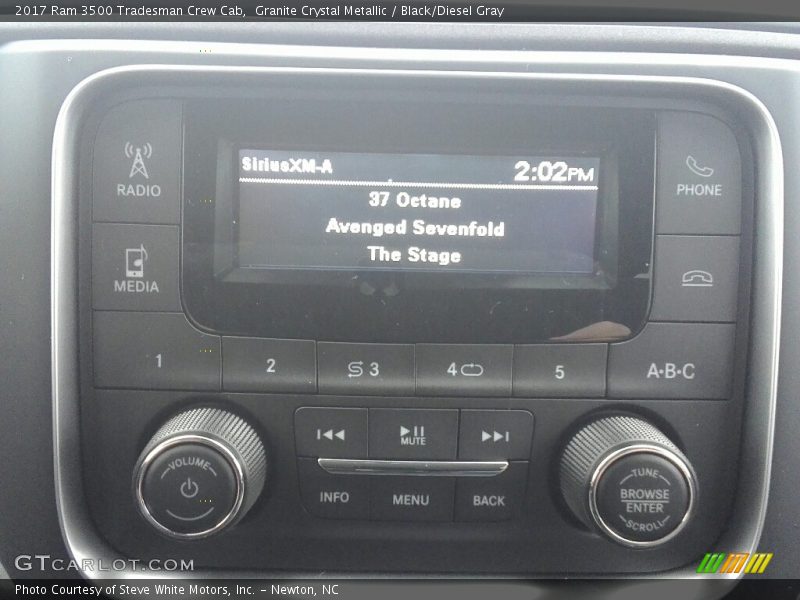 2017 Ram 3500 Tradesman Crew Cab,  Granite Crystal Metallic / Black/Diesel Gray
SiriusXM-A 2:02PM
37 Octane
Avenged Sevenfold
The Stage
RADIO
PHONE
MEDIA
1 2 3 4 5 A·B·C
MUTE
VOLUME
INFO MENU BACK
TUNE
BROWSE
ENTER
SCROLL
GTCARLOT.COM
Photo Courtesy of Steve White Motors, Inc. – Newton, NC